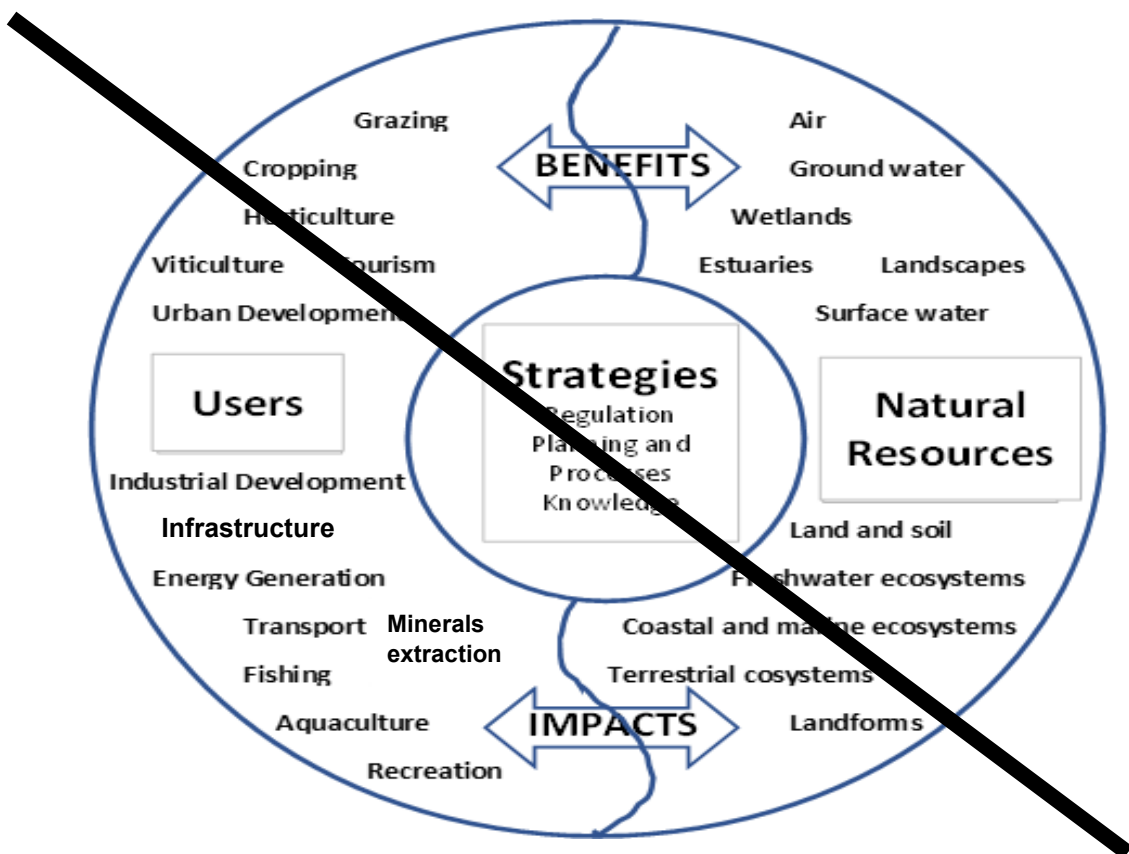 Grazing
Cropping
Horticulture
Viticulture Tourism
Urban Development
Users
Industrial Development
Infrastructure
Energy Generation
Transport Minerals
extraction
Fishing
Aquaculture
Recreation
BENEFITS
Strategies
Regulation
Planning and
Processes
Knowledge
IMPACTS
Air
Ground water
Wetlands
Estuaries Landscapes
Surface water
Natural
Resources
Land and soil
Freshwater ecosystems
Coastal and marine ecosystems
Terrestrial cosystems
Landforms